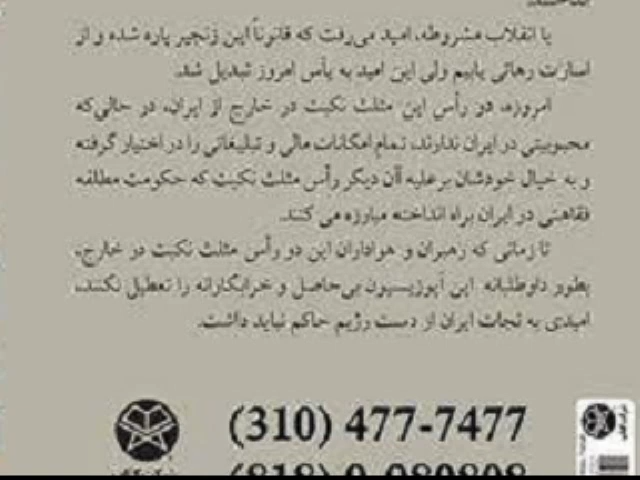 با انقلاب مشروطه، امید می‌رفت که قانوناً این زنجیر پاره شده و از
اسارت رهائی یابیم ولی این امید به یأس امروز تبدیل شد.
امروزه، دو رأس این مثلث نکبت در خارج از ایران، در حالی‌که
محبوبیتی در ایران ندارند، تمام امکانات مالی و تبلیغاتی را در اختیار گرفته
و به خیال خودشان بر علیه آن دیگر رأس مثلث نکبت که حکومت مطلقه
فقاهتی در ایران براه انداخته مبارزه می کنند.
تا زمانی که رهبران و هواداران این دو رأس مثلث نکبت در خارج،
بطور داوطلبانه این آپوزیسیون بی‌حاصل و خرابکارانه را تعطیل نکنند،
امیدی به نجات ایران از دست رژیم حاکم نباید داشت.
(310) 477-7477